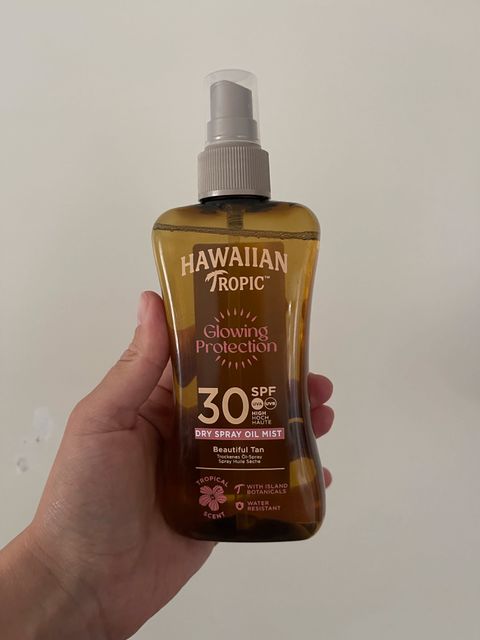 HAWAIIAN
TROPIC™
Glowing
Protection
30 SPF
UVA UVB
HIGH
HOCH
HAUTE
DRY SPRAY OIL MIST
Beautiful Tan
Trockenes Öl-Spray
Spray Huile Sèche
TROPICAL
SCENT
WITH ISLAND
BOTANICALS
WATER
RESISTANT